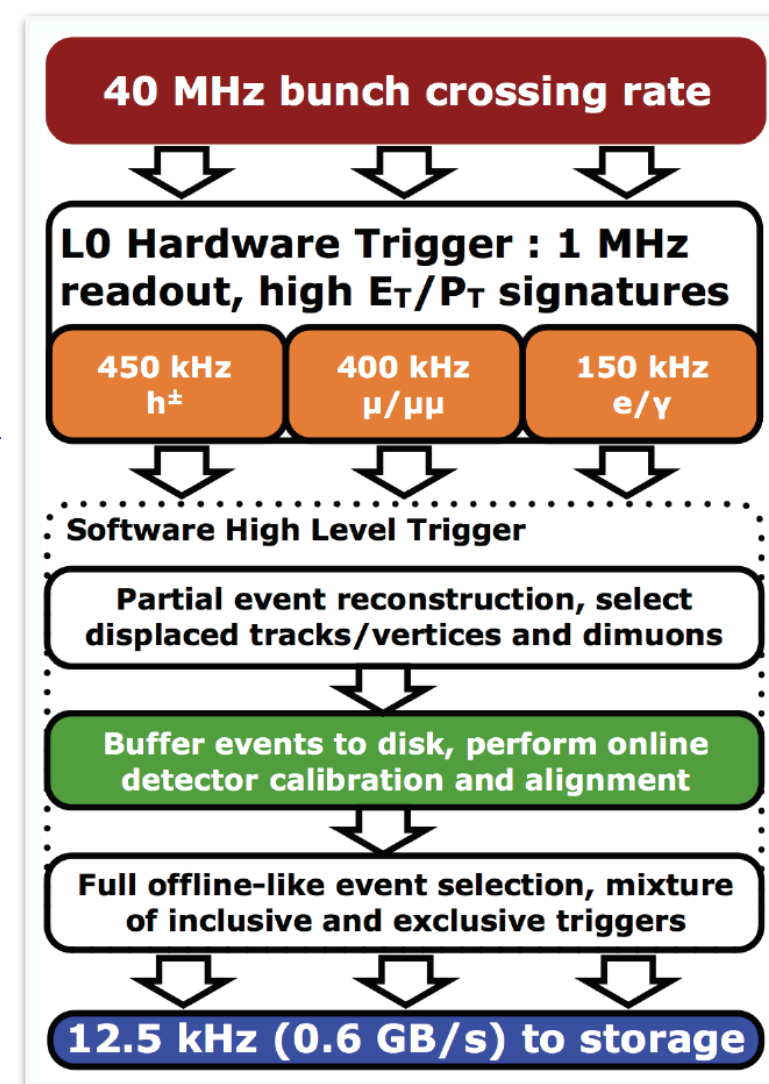 40 MHz bunch crossing rate
L0 Hardware Trigger : 1 MHz
readout, high E_T/P_T signatures
450 kHz
h±
400 kHz
μ/μμ
150 kHz
e/γ
Software High Level Trigger
Partial event reconstruction, select
displaced tracks/vertices and dimuons
Buffer events to disk, perform online
detector calibration and alignment
Full offline-like event selection, mixture
of inclusive and exclusive triggers
12.5 kHz (0.6 GB/s) to storage